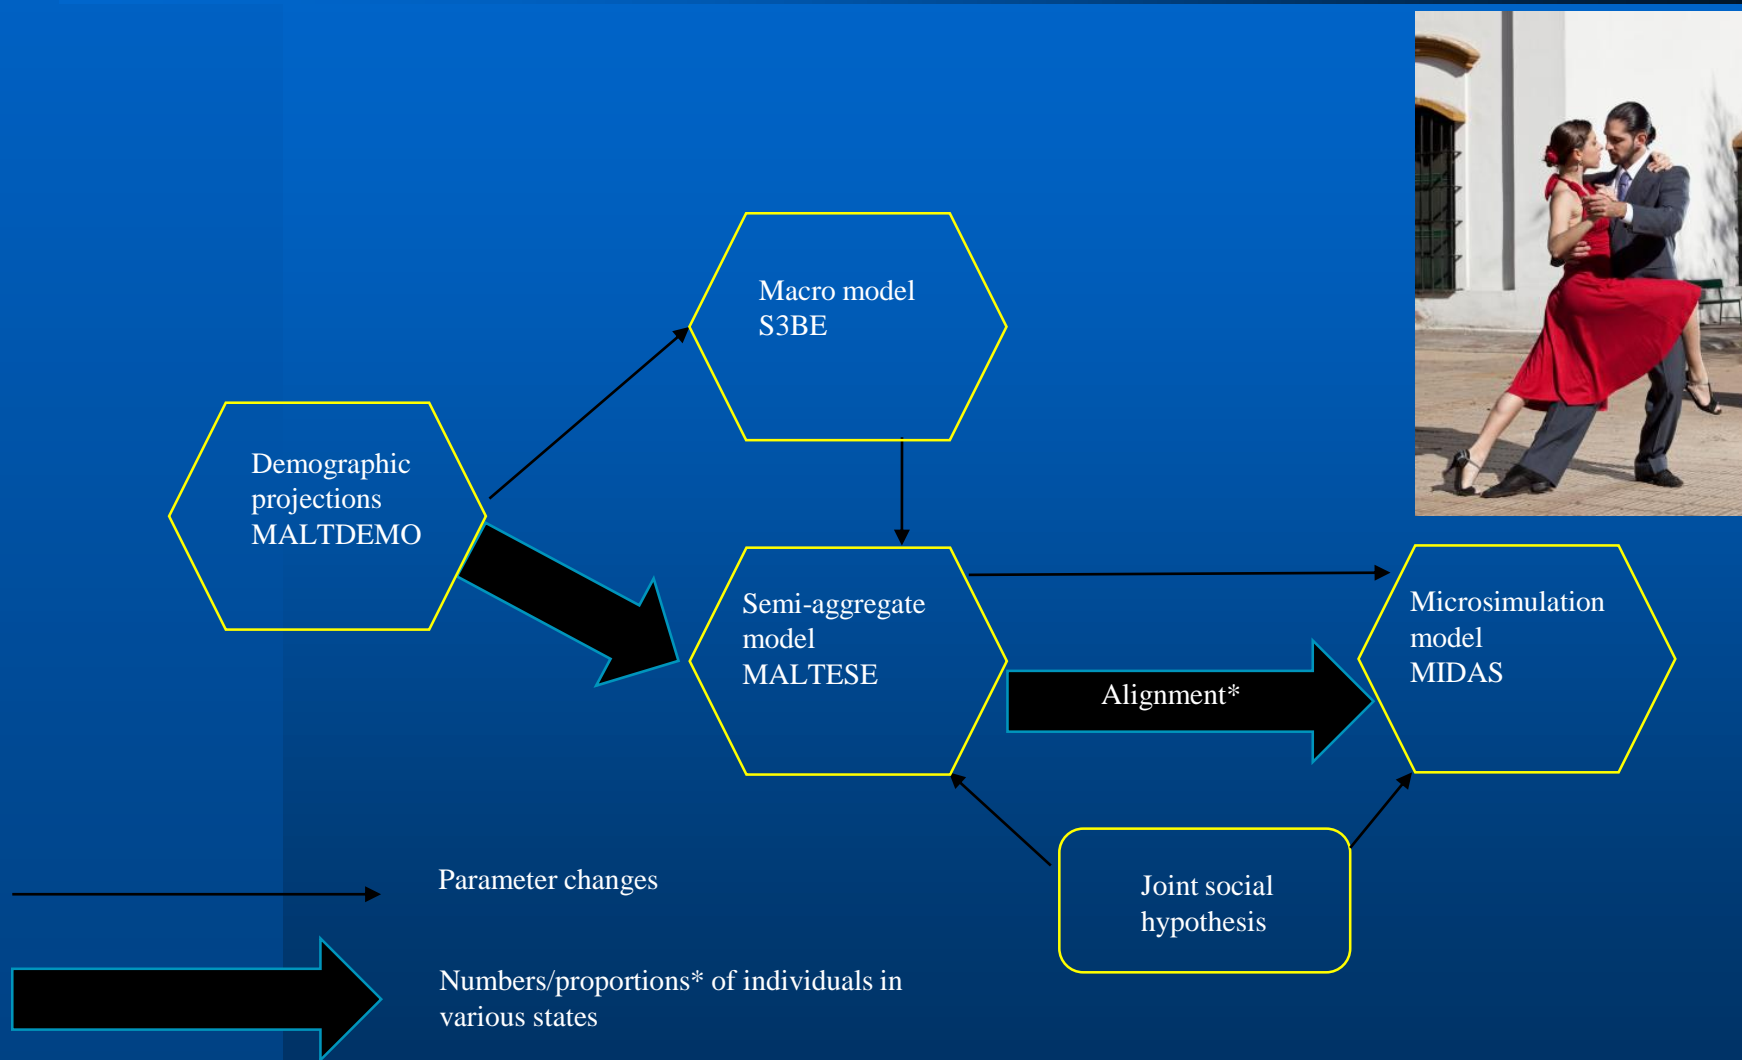 Macro model
S3BE
Demographic
projections
MALTDEMO
Semi-aggregate
model
MALTESE
Microsimulation
model
MIDAS
Alignment*
Joint social
hypothesis
Parameter changes
Numbers/proportions* of individuals in
various states